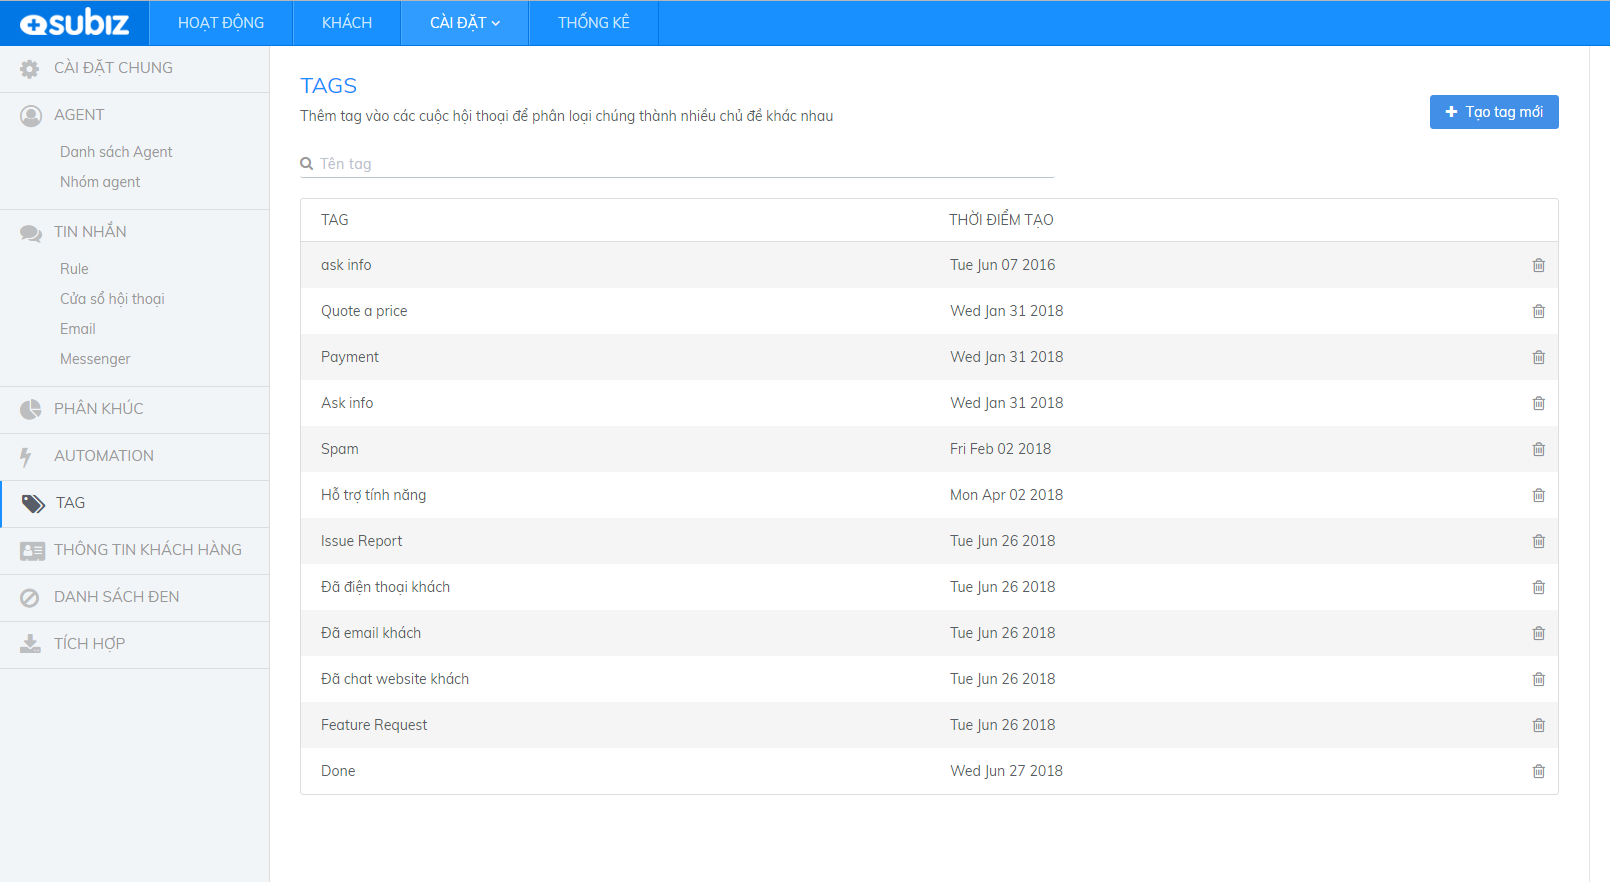 subiz HOẠT ĐỘNG KHÁCH CÀI ĐẶT THỐNG KÊ
CÀI ĐẶT CHUNG
AGENT
Danh sách Agent
Nhóm agent
TIN NHẮN
Rule
Cửa sổ hội thoại
Email
Messenger
PHÂN KHÚC
AUTOMATION
TAG
THÔNG TIN KHÁCH HÀNG
DANH SÁCH ĐEN
TÍCH HỢP
TAGS
Thêm tag vào các cuộc hội thoại để phân loại chúng thành nhiều chủ đề khác nhau
Tạo tag mới
Tên tag
TAG THỜI ĐIỂM TẠO
ask info Tue Jun 07 2016
Quote a price Wed Jan 31 2018
Payment Wed Jan 31 2018
Ask info Wed Jan 31 2018
Spam Fri Feb 02 2018
Hỗ trợ tính năng Mon Apr 02 2018
Issue Report Tue Jun 26 2018
Đã điện thoại khách Tue Jun 26 2018
Đã email khách Tue Jun 26 2018
Đã chat website khách Tue Jun 26 2018
Feature Request Tue Jun 26 2018
Done Wed Jun 27 2018